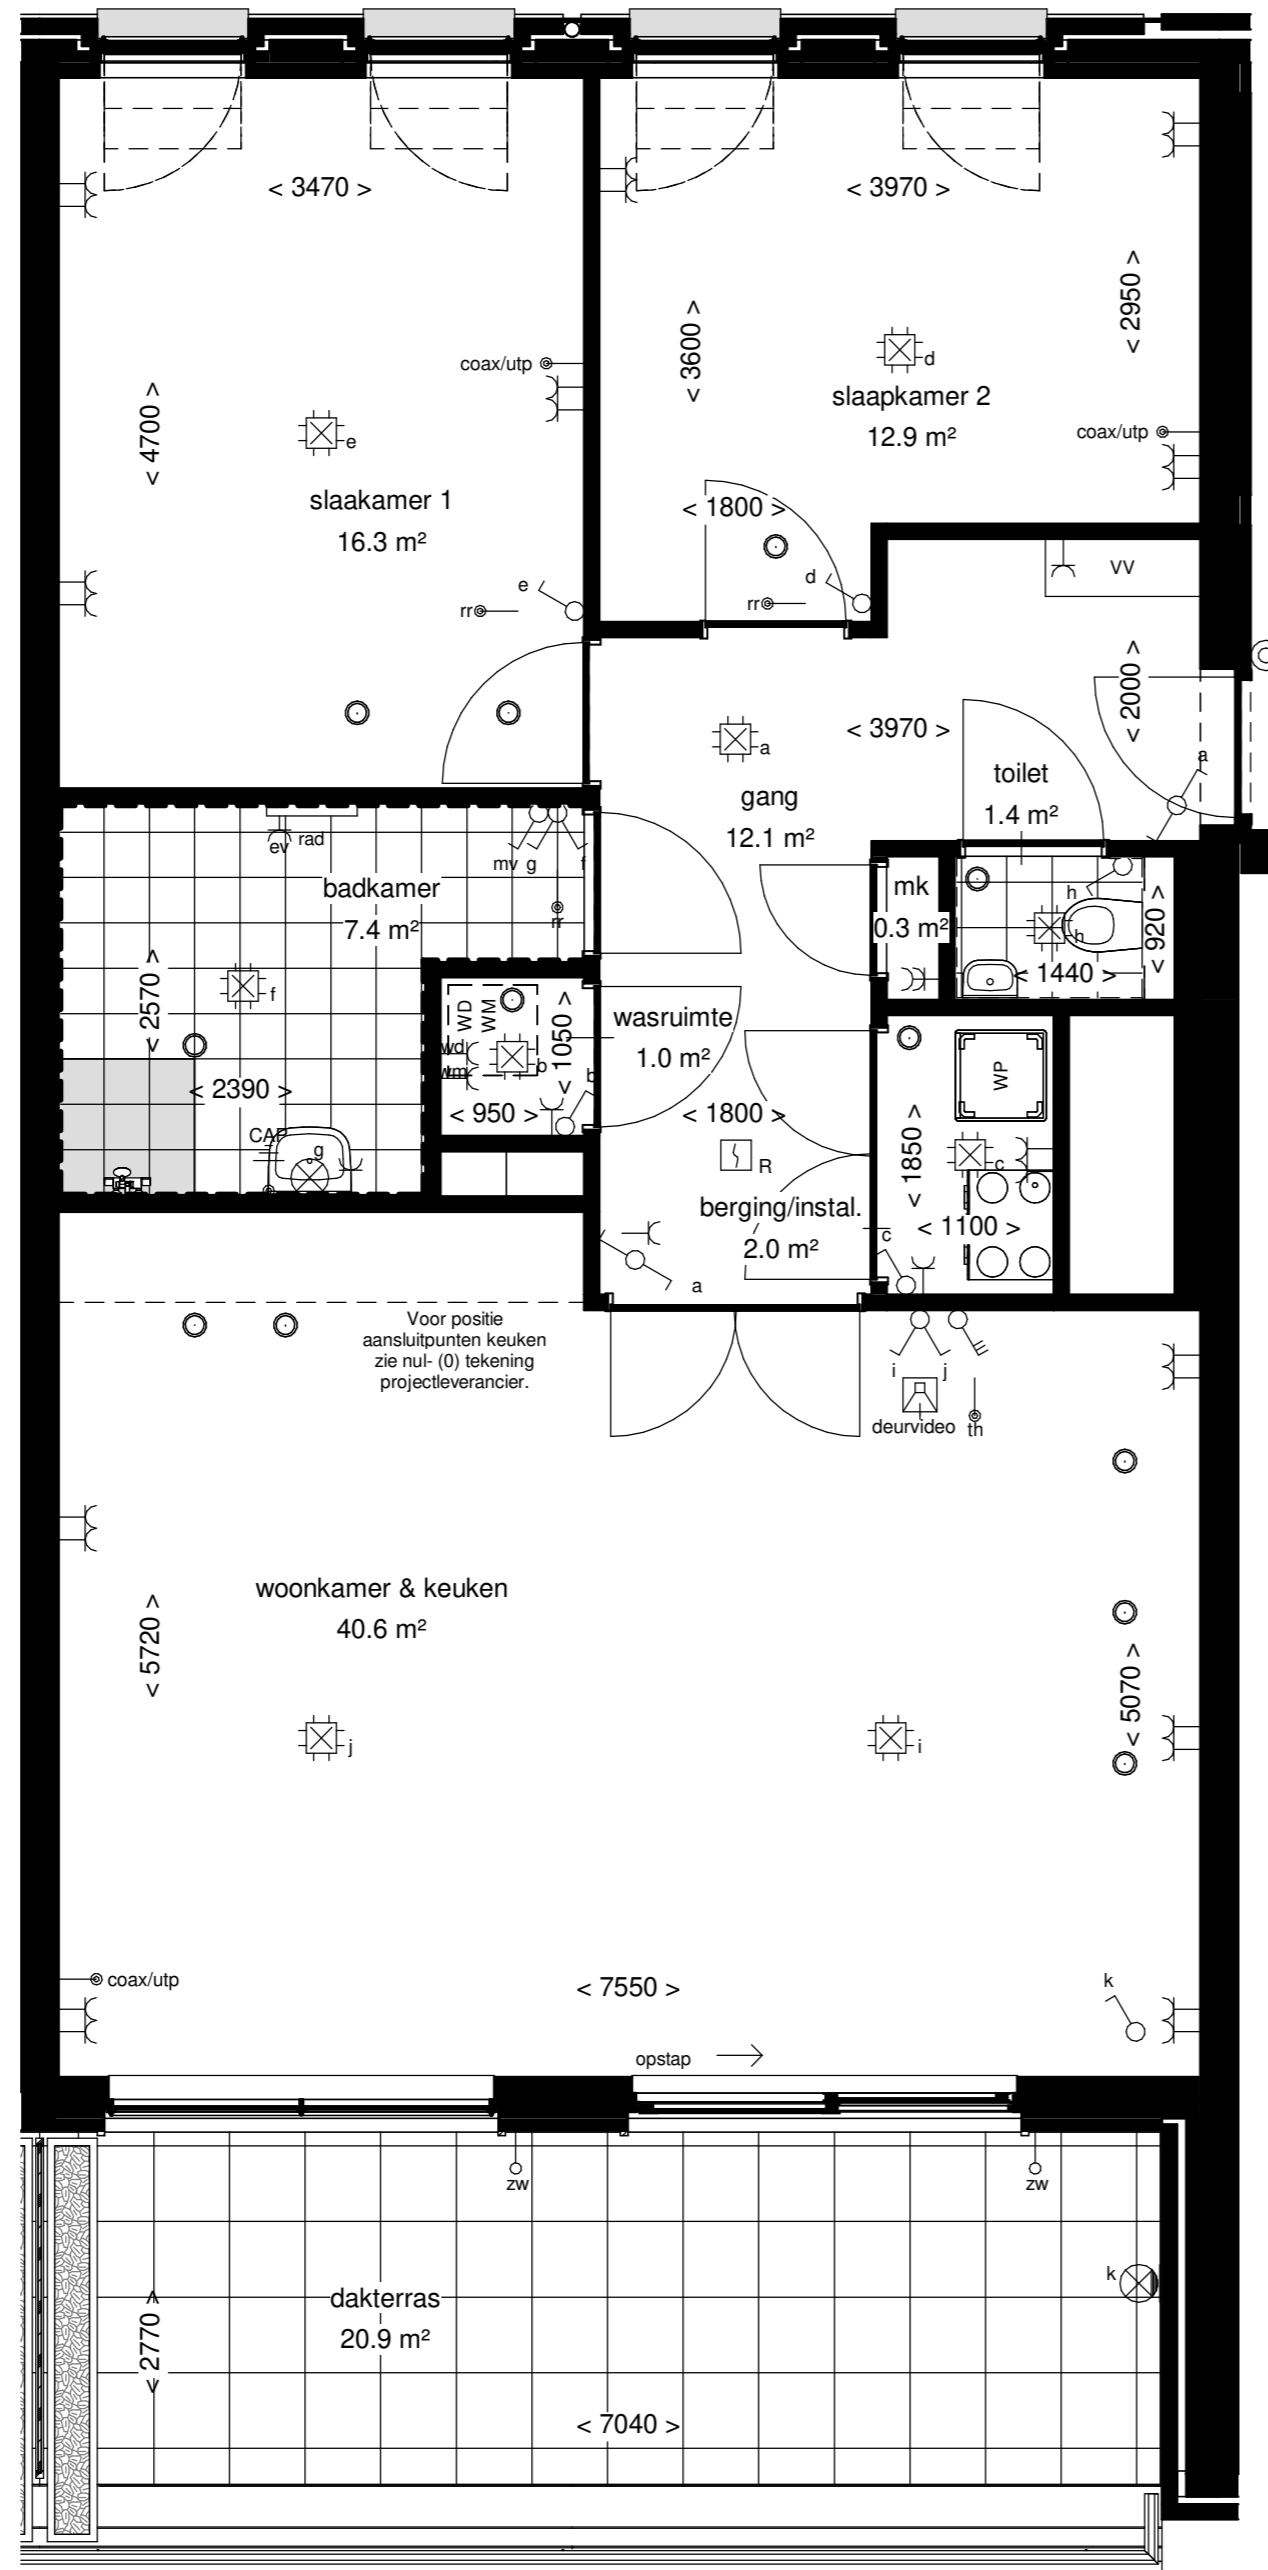 < 3470 >
< 3970 >
< 2950 >
< 3600 >
coax/utp
d
slaapkamer 2
12.9 m²
< 4700 >
coax/utp
e
slaakamer 1
16.3 m²
< 1800 >
VV
e
d
rr
rr
< 2000 >
a
< 3970 >
a
toilet
1.4 m²
gang
12.1 m²
ev
rad
mv
g
f
badkamer
7.4 m²
mk
0.3 m²
h
h
< 920 >
rr
< 1440 >
< 2570 >
f
WD
WM
wd
wm
< 1050 >
b
b
wasruimte
1.0 m²
WP
< 2390 >
< 950 >
< 1800 >
< 1850 >
CAP
g
R
c
berging/instal.
2.0 m²
< 1100 >
c
a
Voor positie
aansluitpunten keuken
zie nul- (0) tekening
projectleverancier.
i
j
deurvideo
th
woonkamer & keuken
40.6 m²
< 5720 >
< 5070 >
j
i
coax/utp
< 7550 >
k
opstap
zw
zw
k
dakterras
20.9 m²
< 2770 >
< 7040 >